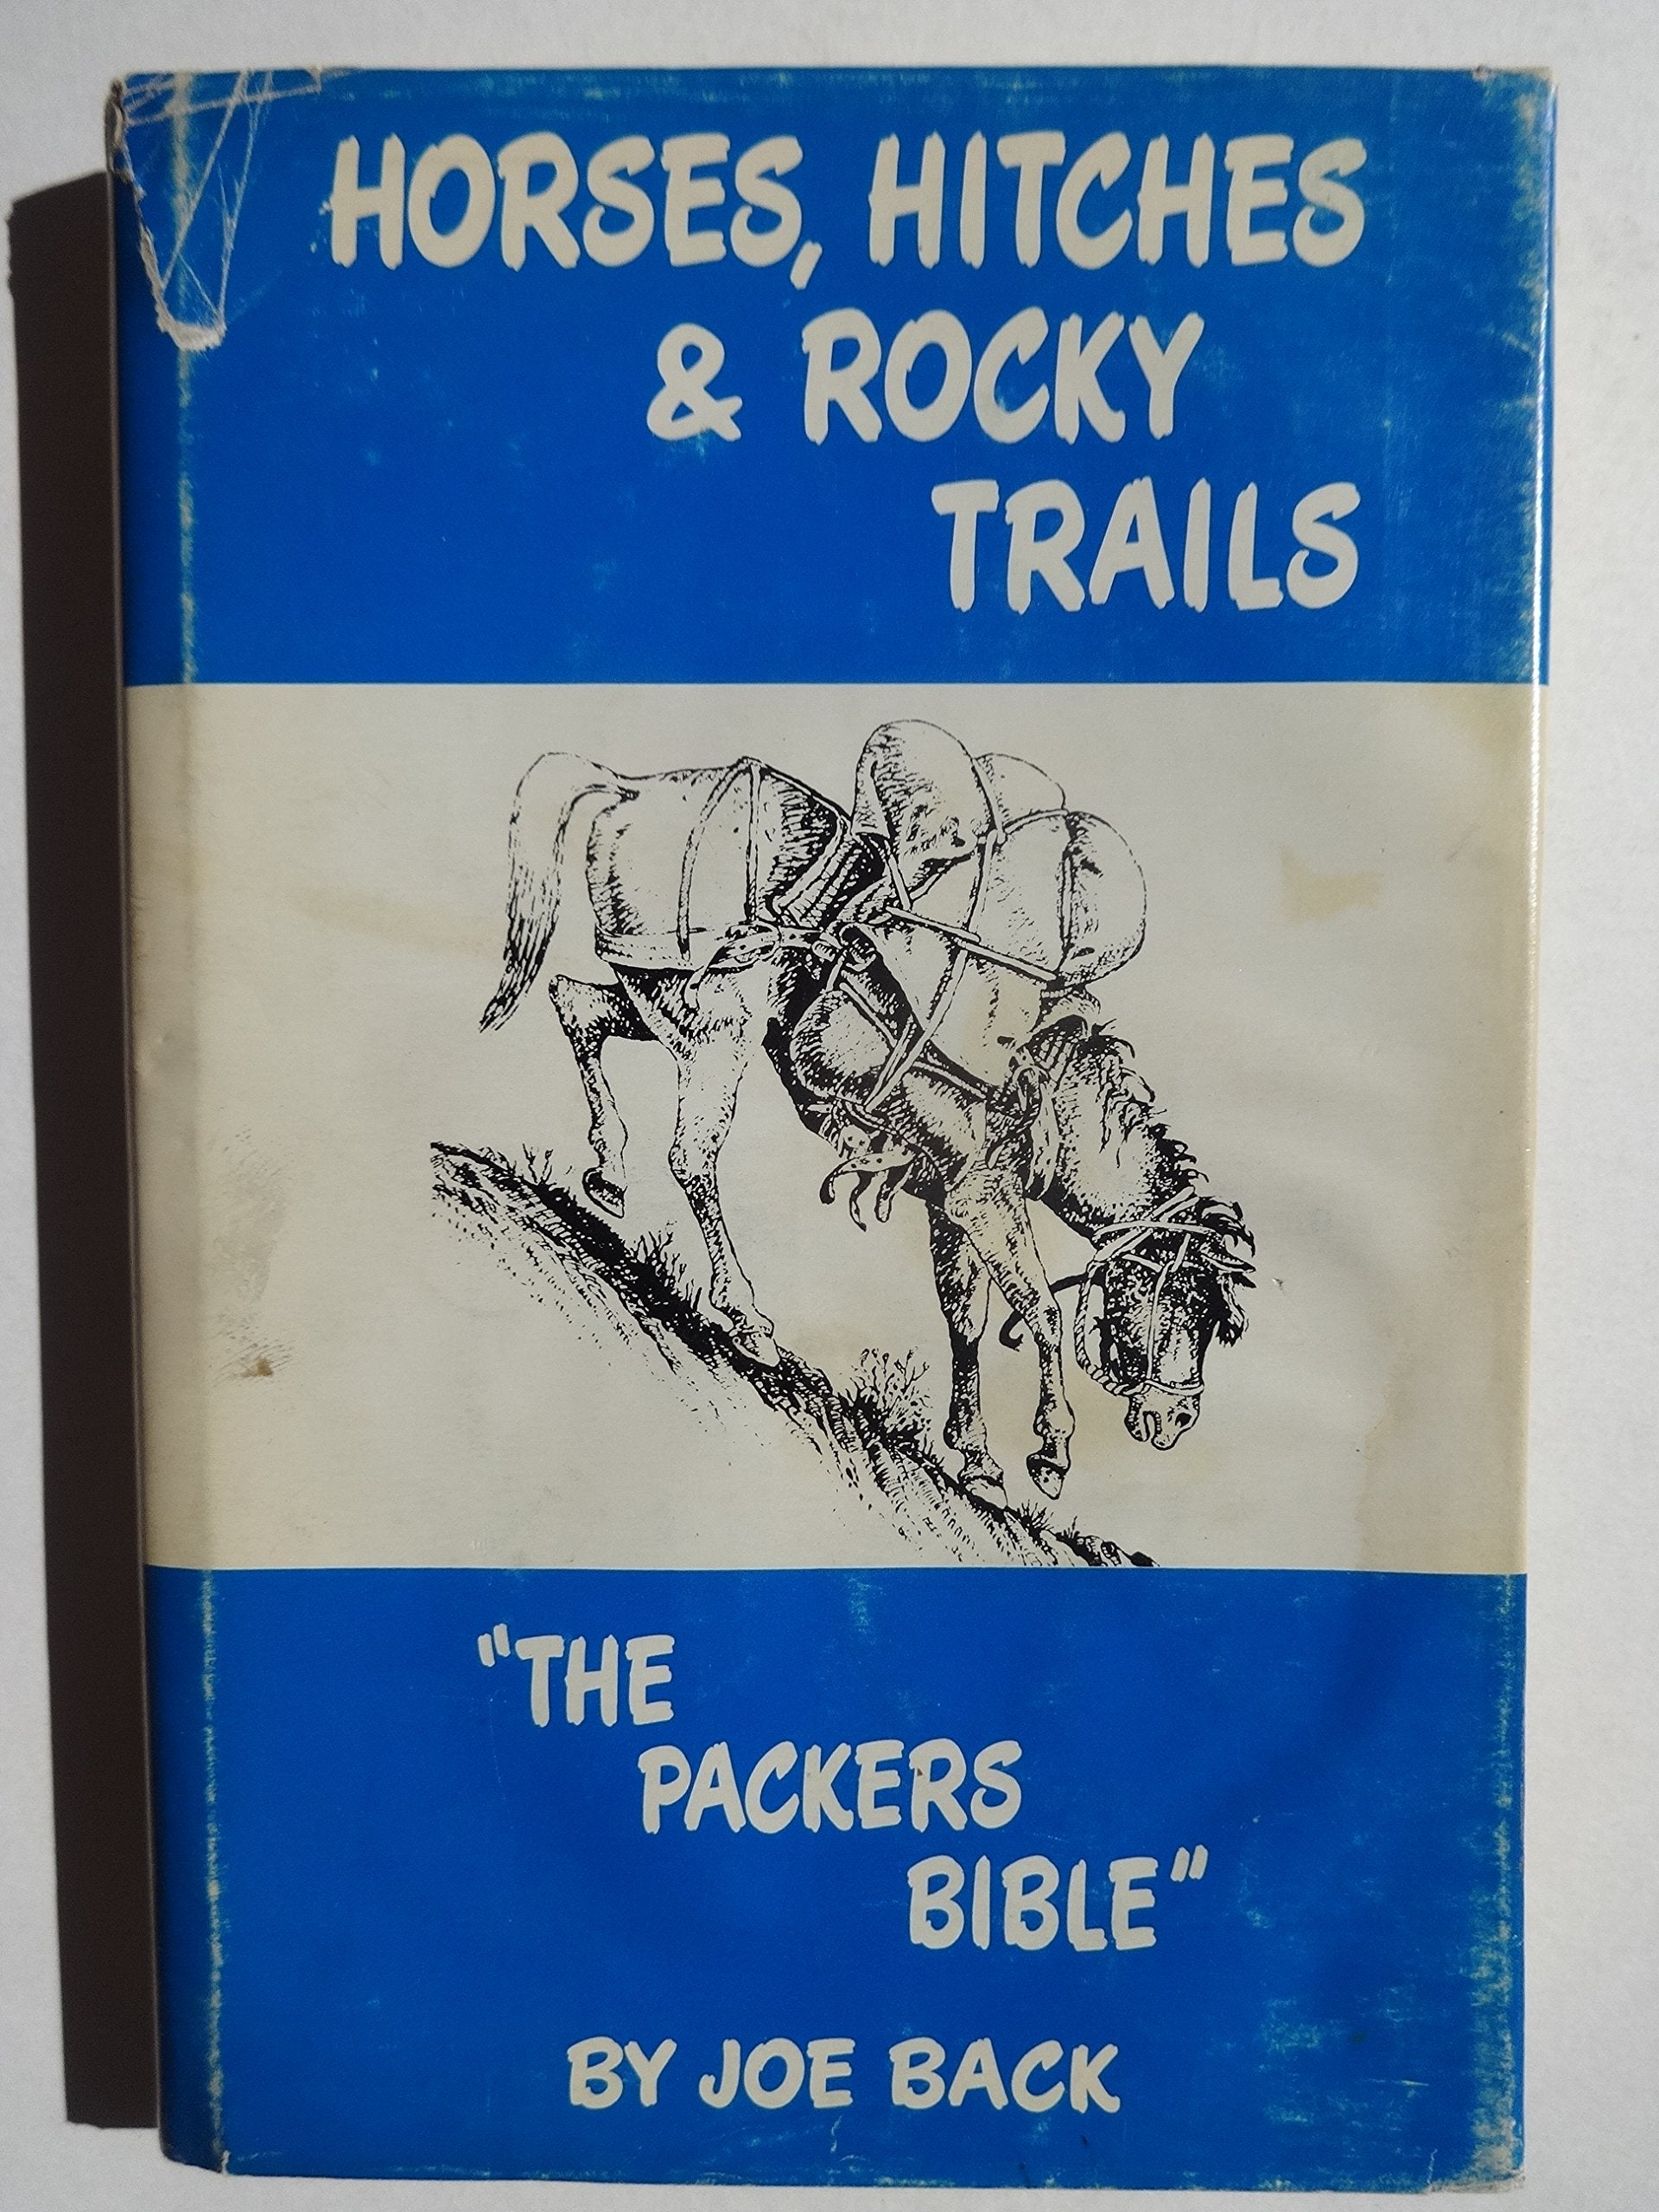 HORSES, HITCHES
& ROCKY
TRAILS
"THE
PACKERS
BIBLE"
BY JOE BACK